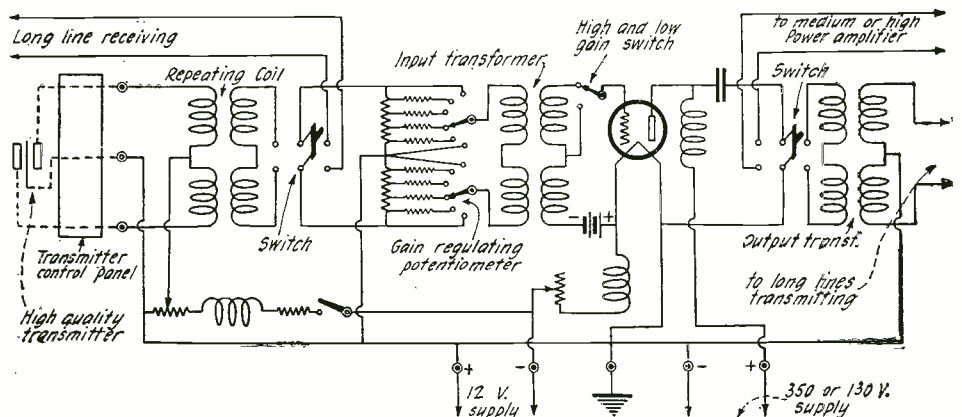 Long line receiving
Repeating Coil
Input transformer
High and low
gain switch
to medium or high
Power amplifier
Switch
Switch
Gain regulating
potentiometer
Output transf.
to long lines
transmitting
Transmitter
control panel
High quality
transmitter
- +
+
12 V.
supply
-
-
+
350 or 130 V.
supply